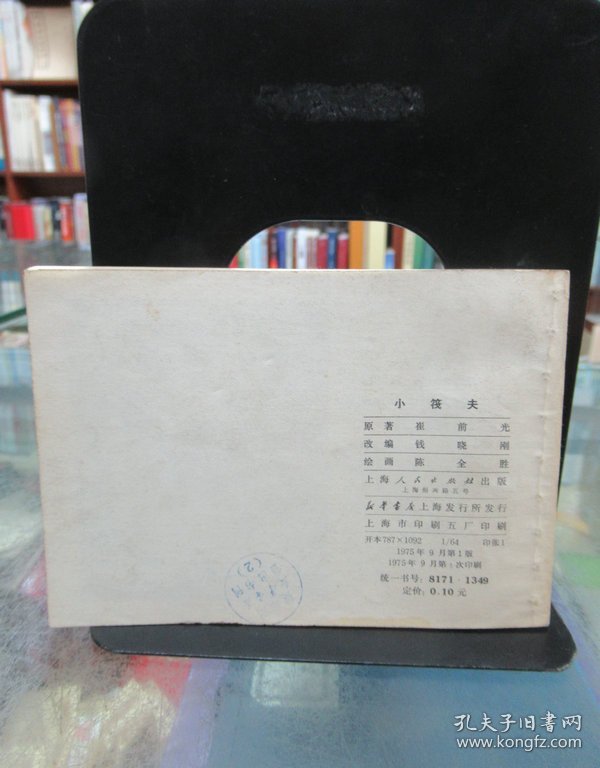 小筏夫
原著 崔前光
改编 钱晓刚
绘画 陈全胜
上海人民出版社出版
上海绍兴路五号
新华书店上海发行所发行
上海市印刷五厂印刷
开本787×1092 1/64 印张1
1975年9月第1版
1975年9月第1次印刷
统一书号: 8171·1349
定价: 0.10元
(2)
孔夫子旧书网
www.kongfz.com